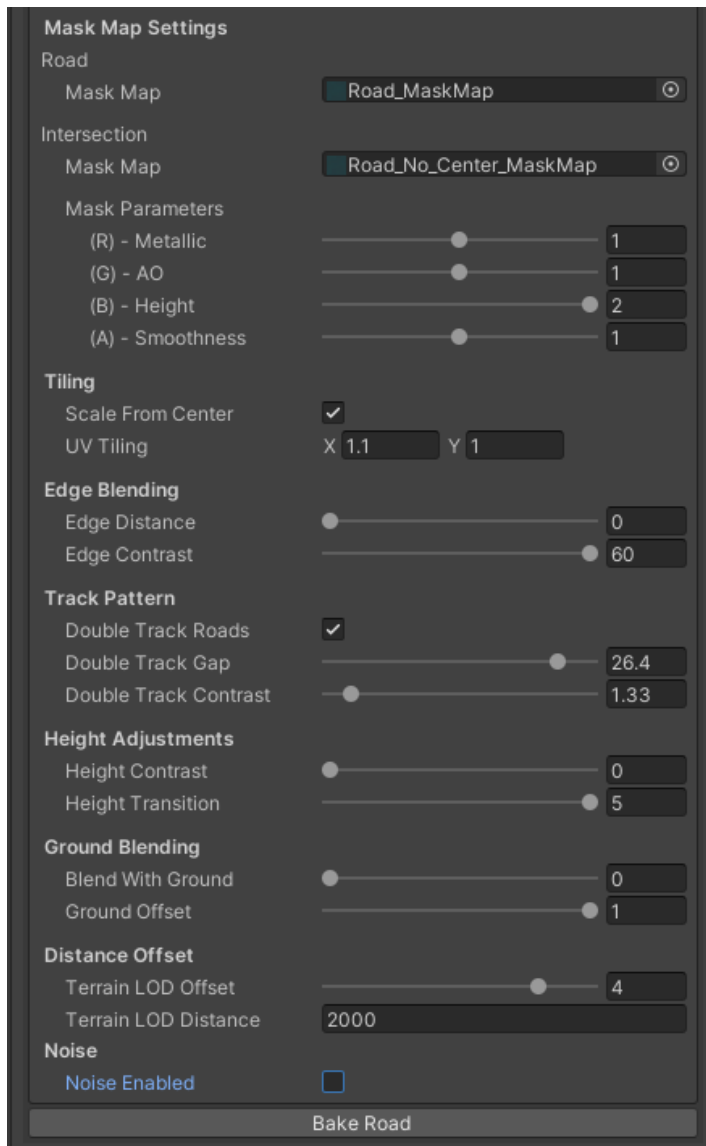 Mask Map Settings
Road
Mask Map Road_MaskMap
Intersection
Mask Map Road_No_Center_MaskMap
Mask Parameters
(R) - Metallic 1
(G) - AO 1
(B) - Height 2
(A) - Smoothness 1
Tiling
Scale From Center
UV Tiling X 1.1 Y 1
Edge Blending
Edge Distance 0
Edge Contrast 60
Track Pattern
Double Track Roads
Double Track Gap 26.4
Double Track Contrast 1.33
Height Adjustments
Height Contrast 0
Height Transition 5
Ground Blending
Blend With Ground 0
Ground Offset 1
Distance Offset
Terrain LOD Offset 4
Terrain LOD Distance 2000
Noise
Noise Enabled
Bake Road